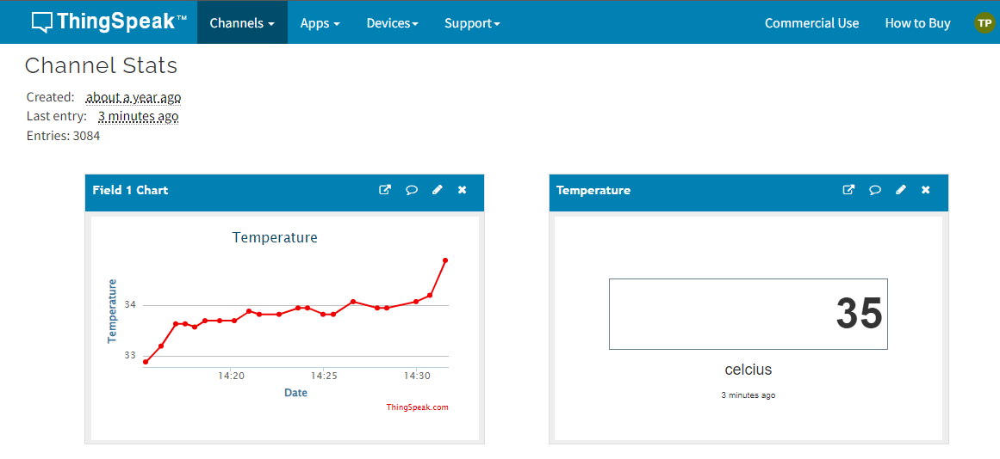 ThingSpeak™ Channels Apps Devices Support Commercial Use How to Buy TP
Channel Stats
Created: about a year ago
Last entry: 3 minutes ago
Entries: 3084
Field 1 Chart
Temperature
Temperature
34
33
14:20 14:25 14:30
Date
ThingSpeak.com
Temperature
35
celcius
3 minutes ago